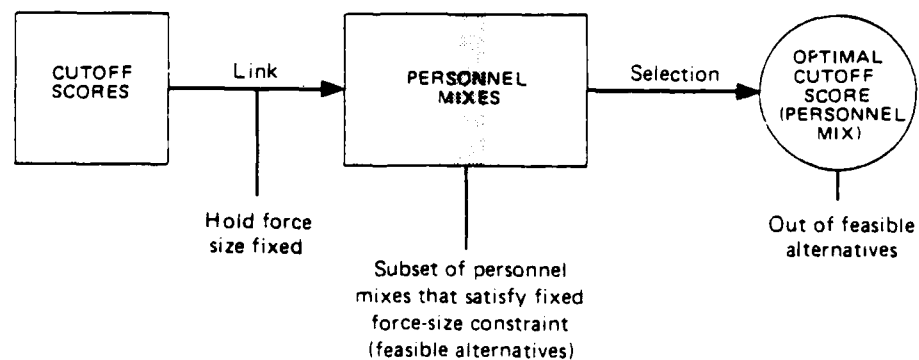 CUTOFF
SCORES
Link
PERSONNEL
MIXES
Selection
OPTIMAL
CUTOFF
SCORE
(PERSONNEL
MIX)
Hold force
size fixed
Subset of personnel
mixes that satisfy fixed
force-size constraint
(feasible alternatives)
Out of feasible
alternatives